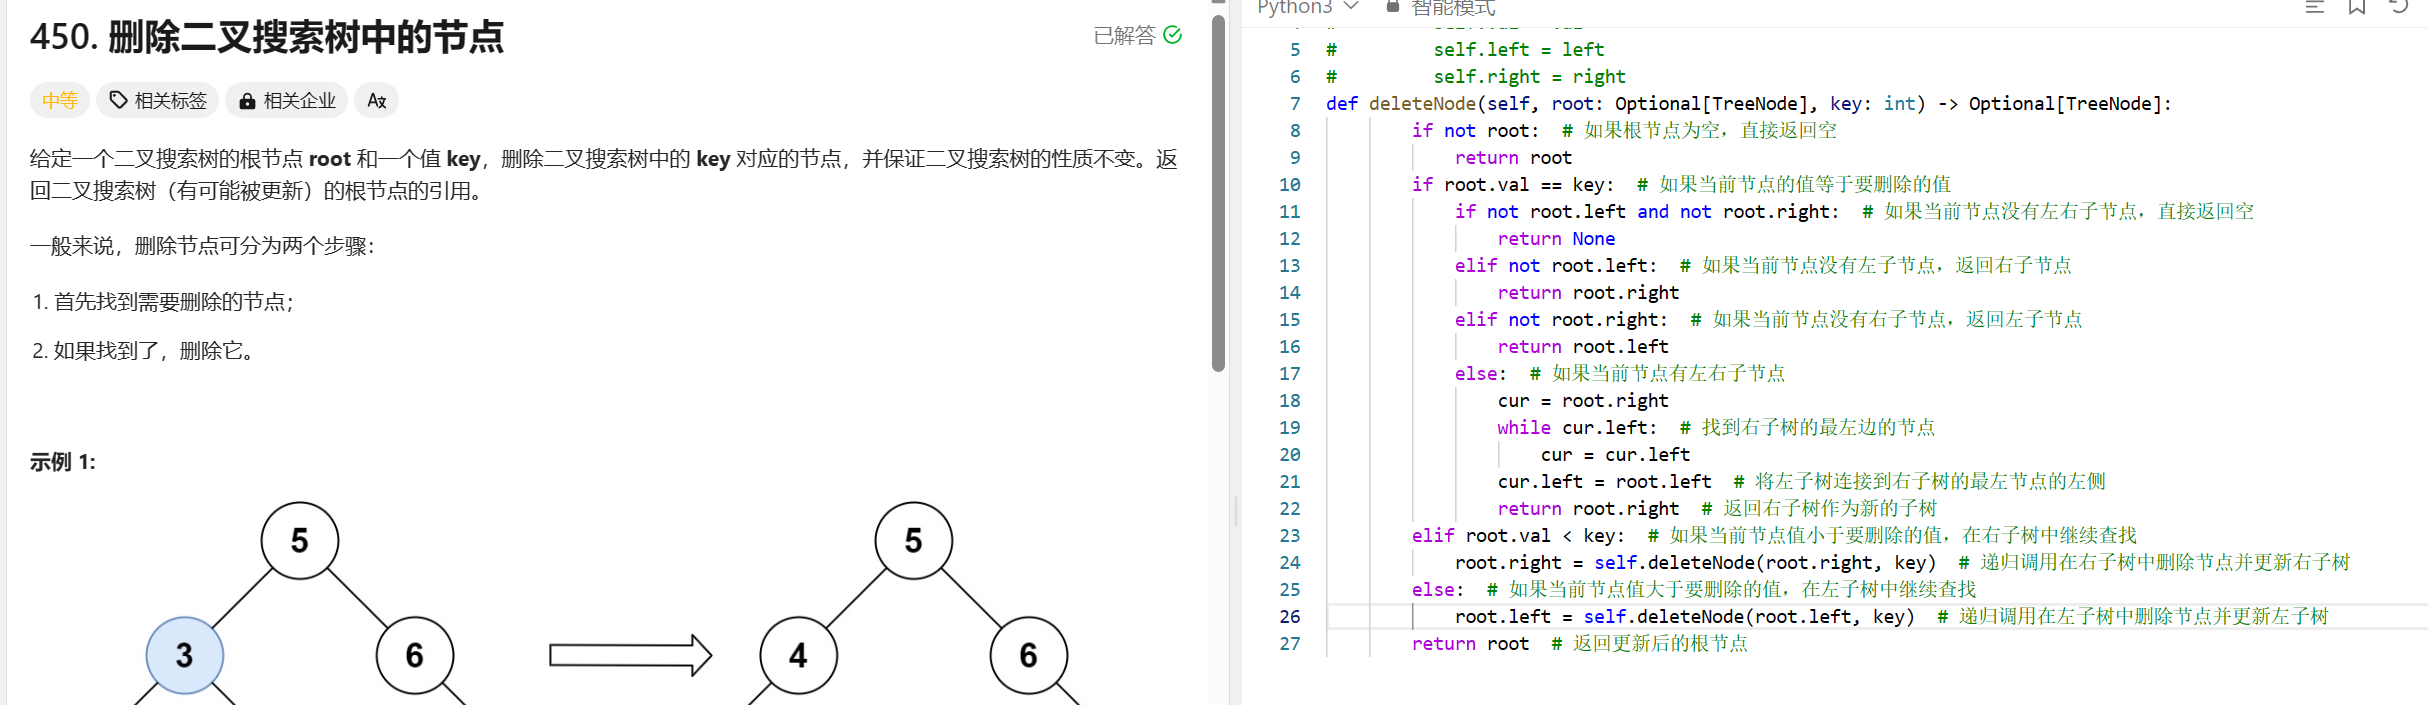 450. 删除二叉搜索树中的节点
已解答
中等 相关标签 相关企业 Aぇ
给定一个二叉搜索树的根节点 root 和一个值 key，删除二叉搜索树中的 key 对应的节点，并保证二叉搜索树的性质不变。返
回二叉搜索树（有可能被更新）的根节点的引用。
一般来说，删除节点可分为两个步骤：
1. 首先找到需要删除的节点；
2. 如果找到了，删除它。
示例 1:
5
3
6
5
4
6
Python3 智能模式
5 # self.left = left
6 # self.right = right
7 def deleteNode(self, root: Optional[TreeNode], key: int) -> Optional[TreeNode]:
8 if not root: # 如果根节点为空，直接返回空
9 return root
10 if root.val == key: # 如果当前节点的值等于要删除的值
11 if not root.left and not root.right: # 如果当前节点没有左右子节点，直接返回空
12 return None
13 elif not root.left: # 如果当前节点没有左子节点，返回右子节点
14 return root.right
15 elif not root.right: # 如果当前节点没有右子节点，返回左子节点
16 return root.left
17 else: # 如果当前节点有左右子节点
18 cur = root.right
19 while cur.left: # 找到右子树的最左边的节点
20 cur = cur.left
21 cur.left = root.left # 将左子树连接到右子树的最左节点的左侧
22 return root.right # 返回右子树作为新的子树
23 elif root.val < key: # 如果当前节点值小于要删除的值，在右子树中继续查找
24 root.right = self.deleteNode(root.right, key) # 递归调用在右子树中删除节点并更新右子树
25 else: # 如果当前节点值大于要删除的值，在左子树中继续查找
26 root.left = self.deleteNode(root.left, key) # 递归调用在左子树中删除节点并更新左子树
27 return root # 返回更新后的根节点